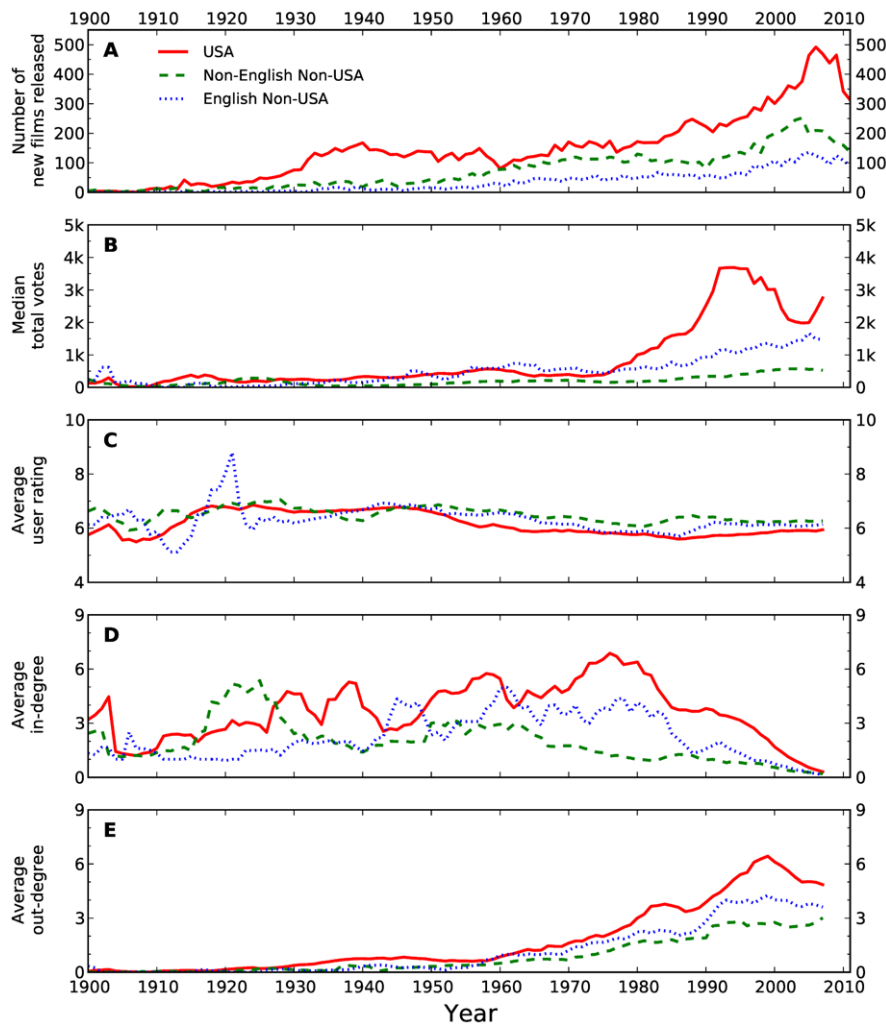 1900 1910 1920 1930 1940 1950 1960 1970 1980 1990 2000 2010
A
Number of
new films released
500 500
400 400
300 300
200 200
100 100
0 0
USA
Non-English Non-USA
English Non-USA
B
Median
total votes
5k 5k
4k 4k
3k 3k
2k 2k
1k 1k
0 0
C
Average
user rating
10 10
8 8
6 6
4 4
D
Average
in-degree
9 9
6 6
3 3
0 0
E
Average
out-degree
9 9
6 6
3 3
0 0
1900 1910 1920 1930 1940 1950 1960 1970 1980 1990 2000 2010
Year